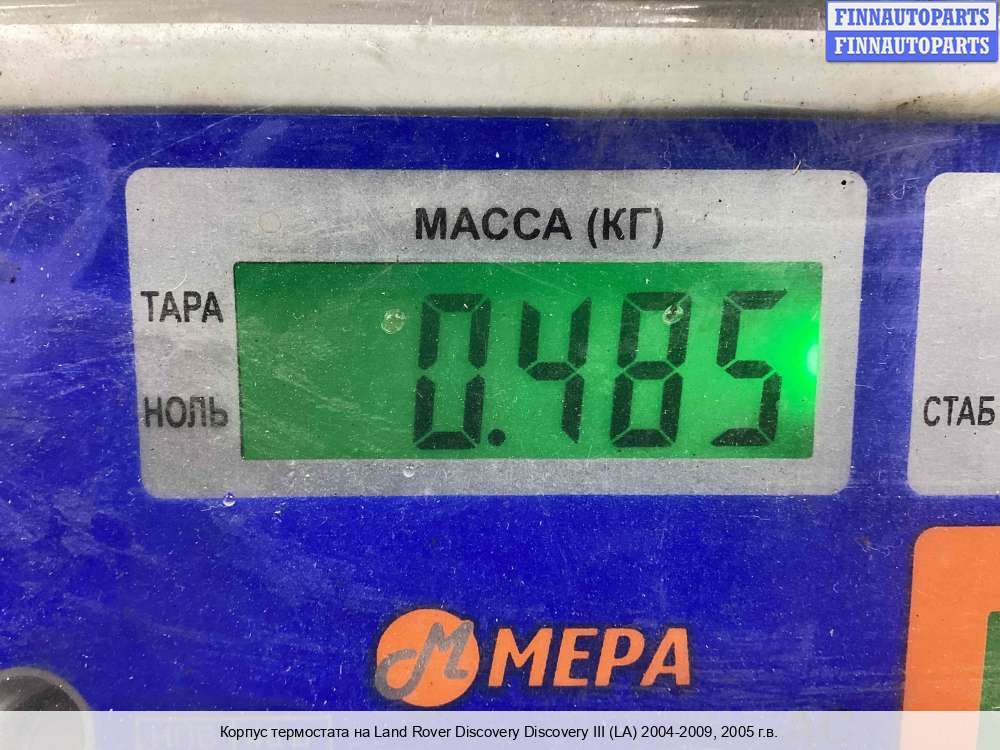 FINNAUTOPARTS
FINNAUTOPARTS
МАССА (КГ)
ТАРА
0.485
НОЛЬ
СТАБ
МЕРА
Корпус термостата на Land Rover Discovery Discovery III (LA) 2004-2009, 2005 г.в.